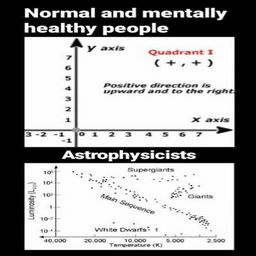 Normal and mentally
healthy people
y axis
Quadrant I
( + , + )
Positive direction is
upward and to the right.
x axis
7
6
5
4
3
2
1
-3 -2 -1 0 1 2 3 4 5 6 7
-1
Astrophysicists
Supergiants
Giants
Main Sequence
White Dwarfs
Luminosity
40,000 20,000 10,000 5,000 2,500
Temperature (K)